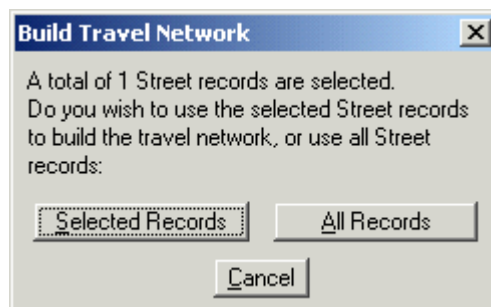 Build Travel Network
A total of 1 Street records are selected.
Do you wish to use the selected Street records
to build the travel network, or use all Street
records:
Selected Records All Records
Cancel